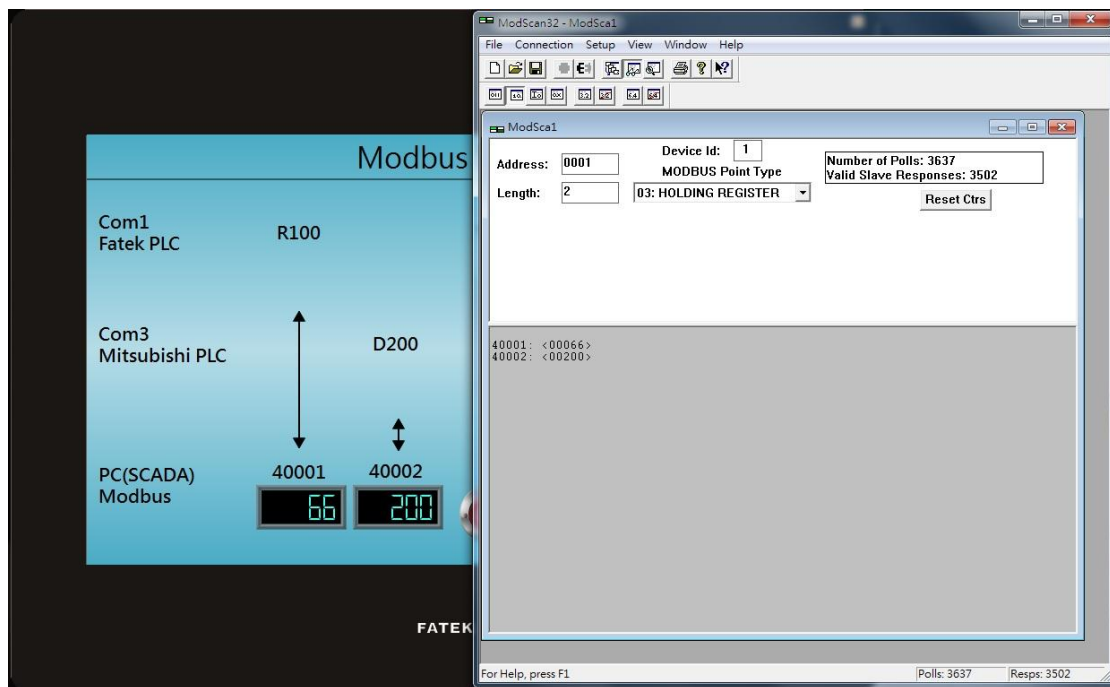 Modbus
Com1
Fatek PLC
R100
Com3
Mitsubishi PLC
D200
PC(SCADA)
Modbus
40001
40002
66
200
FATEK
ModScan32 - ModSca1
File Connection Setup View Window Help
ModSca1
Address: 0001
Device Id: 1
MODBUS Point Type
Length: 2
03: HOLDING REGISTER
Number of Polls: 3637
Valid Slave Responses: 3502
Reset Ctrs
40001: <00066>
40002: <00200>
For Help, press F1
Polls: 3637
Resps: 3502